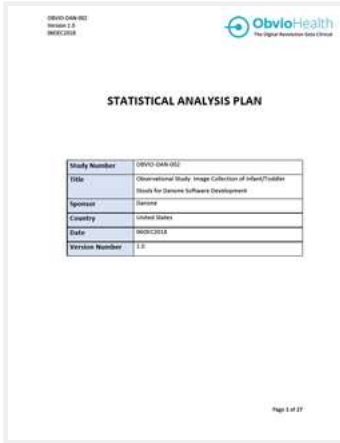 OBVIO-DAN-002
Version 1.0
06DEC2018
ObvioHealth
The Digital Revolution Gets Clinical
STATISTICAL ANALYSIS PLAN
Study Number OBVIO-DAN-002
Title Observational Study: Image Collection of Infant/Toddler
Stools for Danone Software Development
Sponsor Danone
Country United States
Date 06DEC2018
Version Number 1.0
Page 1 of 27